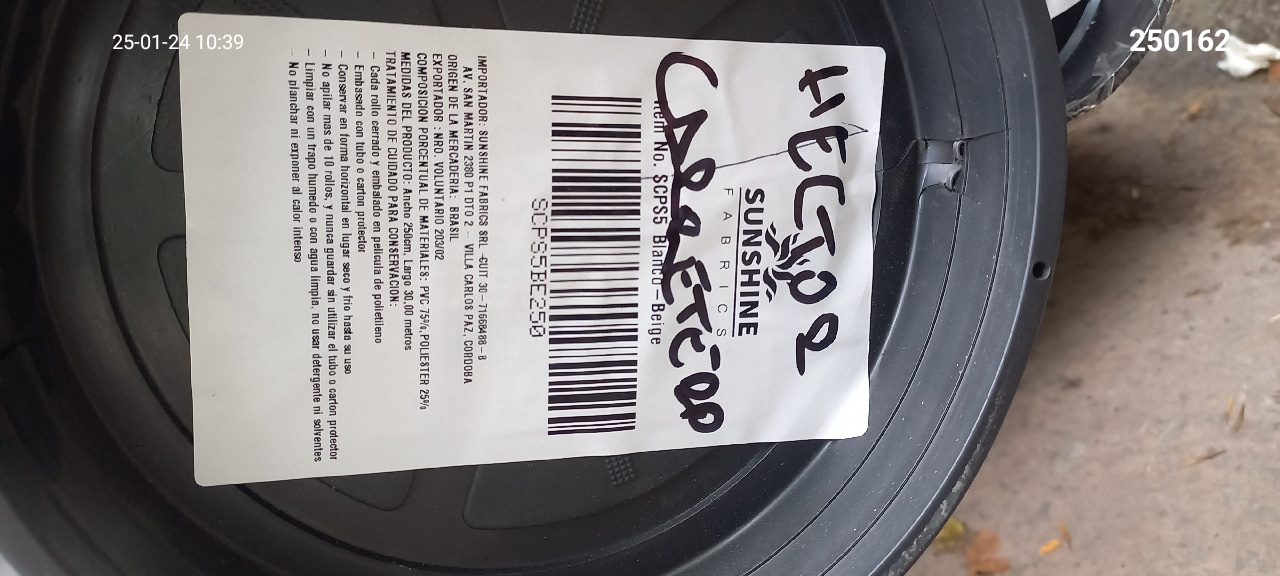 25-01-24 10:39
250162
HECTOR
SUNSHINE
FABRICS
CARRETERO
Item No. SCPS5 Blanco-Beige
SCPS5BE250
IMPORTADOR: SUNSHINE FABRICS SRL -CUIT 30-71668488-8
AV. SAN MARTIN 2380 P1 DTO 2 - VILLA CARLOS PAZ, CORDOBA
ORIGEN DE LA MERCADERIA: BRASIL
EXPORTADOR :NRO. VOLUNTARIO 203/02
COMPOSICION PORCENTUAL DE MATERIALES: PVC 75%,POLIESTER 25%
MEDIDAS DEL PRODUCTO: Ancho 250cm, Largo 30,00 metros
TRATAMIENTO DE CUIDADO PARA CONSERVACION:
- Cada rollo cerrado y embalado en pelicula de polietileno
- Embasado con tubo o carton protector
- Conservar en forma horizontal en lugar seco y frio hasta su uso
- No apilar mas de 10 rollos, y nunca guardar sin utilizar el tubo o carton protector
- Limpiar con un trapo humedo o con agua limpia, no usar detergente ni solventes
- No planchar ni exponer al calor intenso